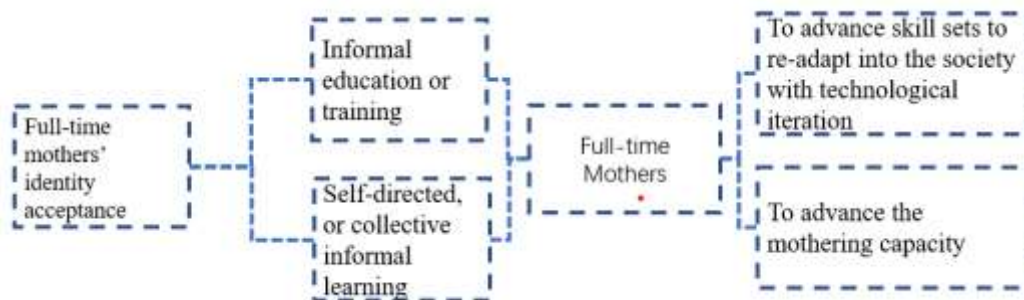 Full-time
mothers'
identity
acceptance
Informal
education or
training
Self-directed,
or collective
informal
learning
Full-time
Mothers
To advance skill sets to
re-adapt into the society
with technological
iteration
To advance the
mothering capacity